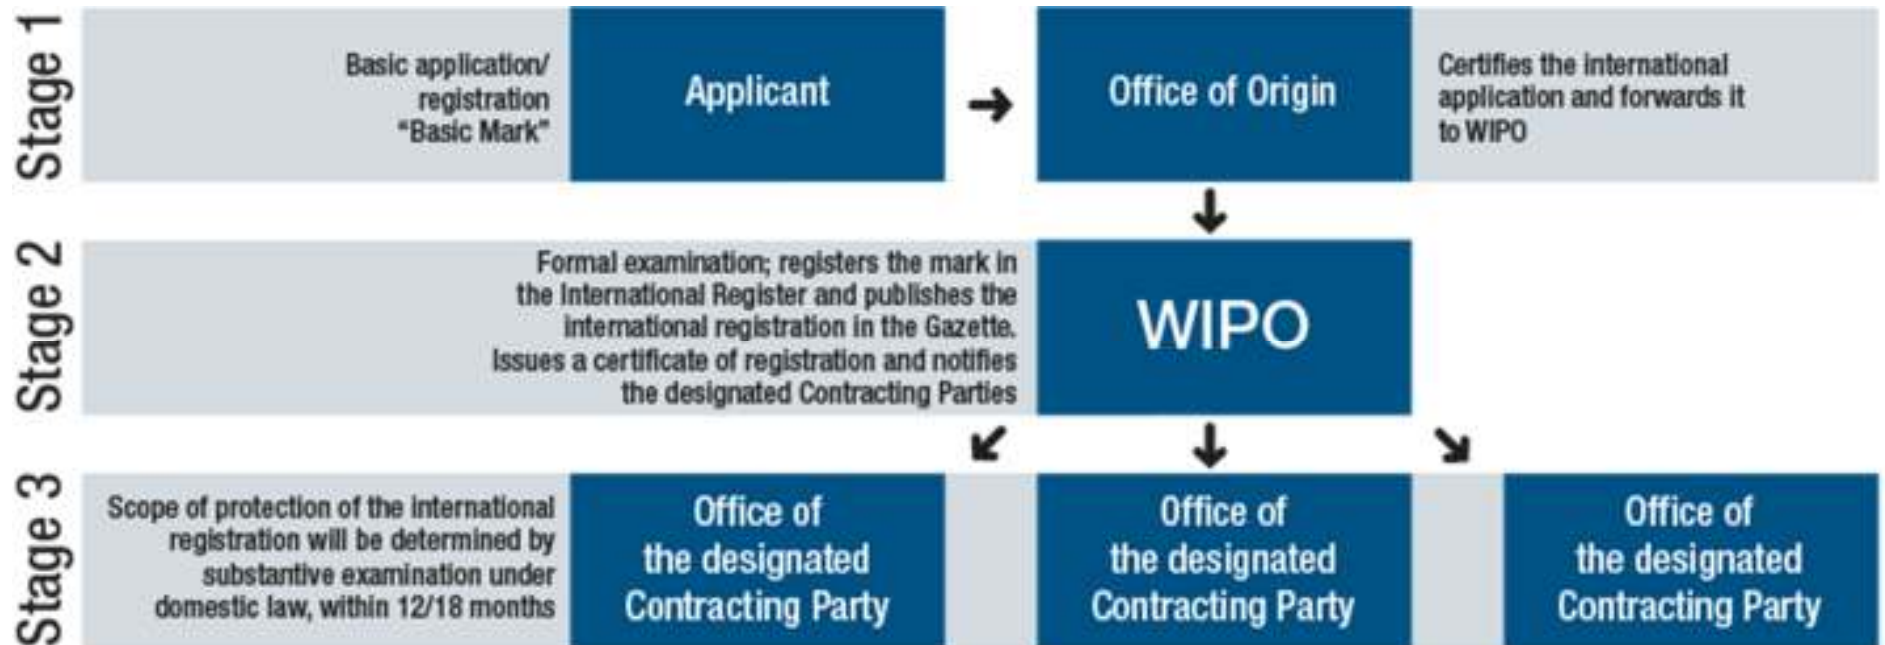 Stage 1
Basic application/
registration
“Basic Mark”
Applicant
Office of Origin
Certifies the international
application and forwards it
to WIPO
Stage 2
Formal examination; registers the mark in
the International Register and publishes the
international registration in the Gazette.
Issues a certificate of registration and notifies
the designated Contracting Parties
WIPO
Stage 3
Scope of protection of the international
registration will be determined by
substantive examination under
domestic law, within 12/18 months
Office of
the designated
Contracting Party
Office of
the designated
Contracting Party
Office of
the designated
Contracting Party